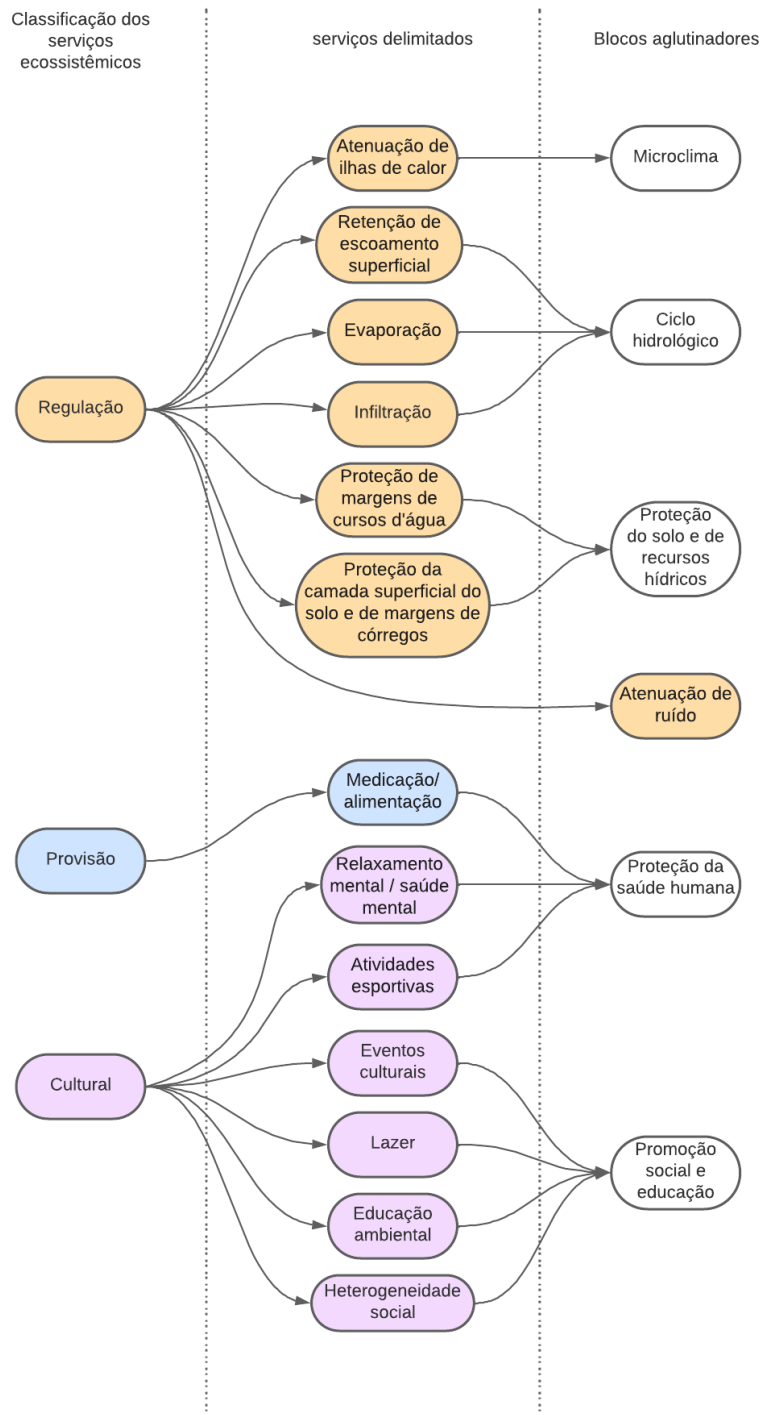 Classificação dos
serviços
ecossistêmicos
serviços delimitados
Blocos aglutinadores
Atenuação de
ilhas de calor
Microclima
Retenção de
escoamento
superficial
Evaporação
Ciclo
hidrológico
Regulação
Infiltração
Proteção de
margens de
cursos d'água
Proteção
do solo e de
recursos
hídricos
Proteção da
camada superficial do
solo e de margens de
córregos
Atenuação de
ruído
Medicação/
alimentação
Provisão
Relaxamento
mental / saúde
mental
Proteção da
saúde humana
Atividades
esportivas
Cultural
Eventos
culturais
Lazer
Promoção
social e
educação
Educação
ambiental
Heterogeneidade
social